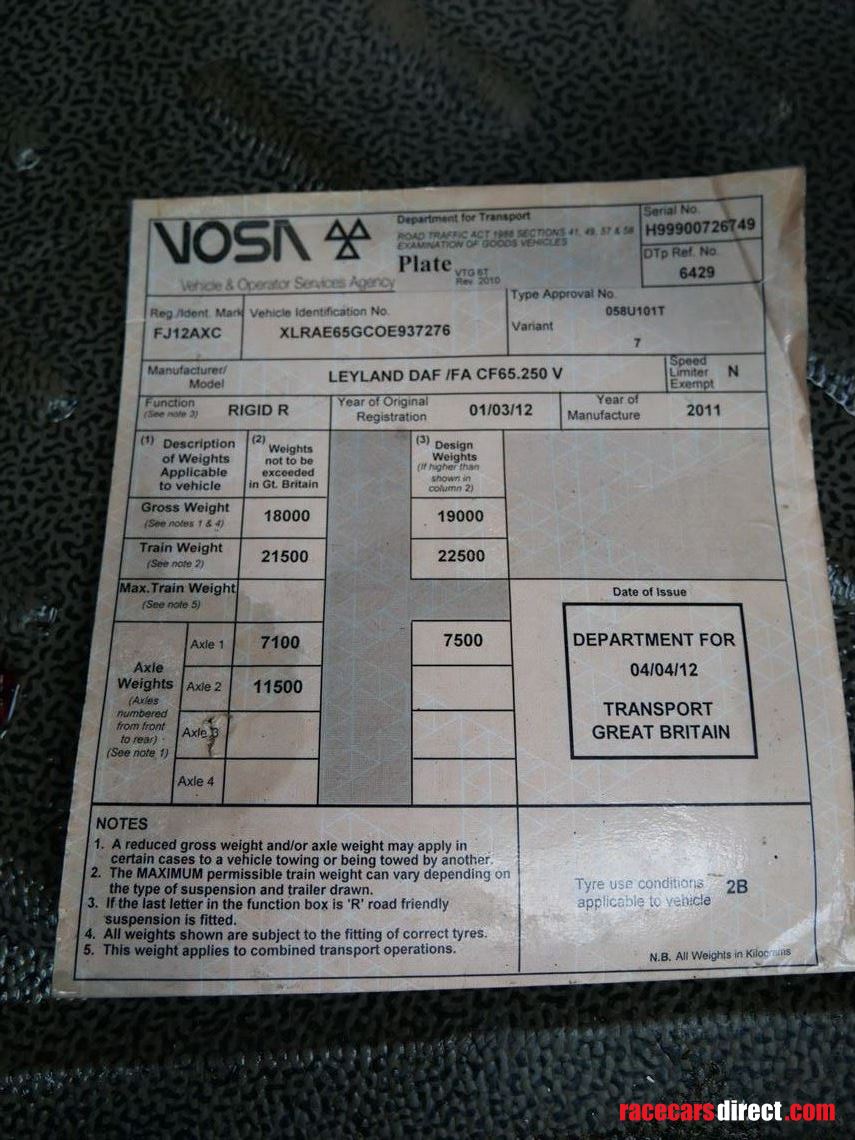 VOSA
Vehicle & Operator Services Agency
Department for Transport
ROAD TRAFFIC ACT 1988 SECTIONS 41, 49, 57 & 58
EXAMINATION OF GOODS VEHICLES
Plate VTG 6T
Rev. 2010
Serial No.
H99900726749
DTp Ref. No.
6429
Reg./Ident. Mark
FJ12AXC
Vehicle Identification No.
XLRAE65GCOE937276
Type Approval No.
058U101T
Variant
7
Manufacturer/
Model
LEYLAND DAF /FA CF65.250 V
Speed
Limiter
Exempt
N
Function
(See note 3)
RIGID R
Year of Original
Registration
01/03/12
Year of
Manufacture
2011
(1) Description
of Weights
Applicable
to vehicle
(2) Weights
not to be
exceeded
in Gt. Britain
(3) Design
Weights
(If higher than
shown in
column 2)
Gross Weight
(See notes 1 & 4)
18000
19000
Train Weight
(See note 2)
21500
22500
Max.Train Weight
(See note 5)
Axle
Weights
(Axles
numbered
from front
to rear)
(See note 1)
Axle 1
7100
7500
Axle 2
11500
Axle 3
Axle 4
Date of Issue
DEPARTMENT FOR
04/04/12
TRANSPORT
GREAT BRITAIN
NOTES
1. A reduced gross weight and/or axle weight may apply in
certain cases to a vehicle towing or being towed by another.
2. The MAXIMUM permissible train weight can vary depending on
the type of suspension and trailer drawn.
3. If the last letter in the function box is 'R' road friendly
suspension is fitted.
4. All weights shown are subject to the fitting of correct tyres.
5. This weight applies to combined transport operations.
Tyre use conditions
applicable to vehicle
2B
N.B. All Weights in Kilograms
racecarsdirect.com